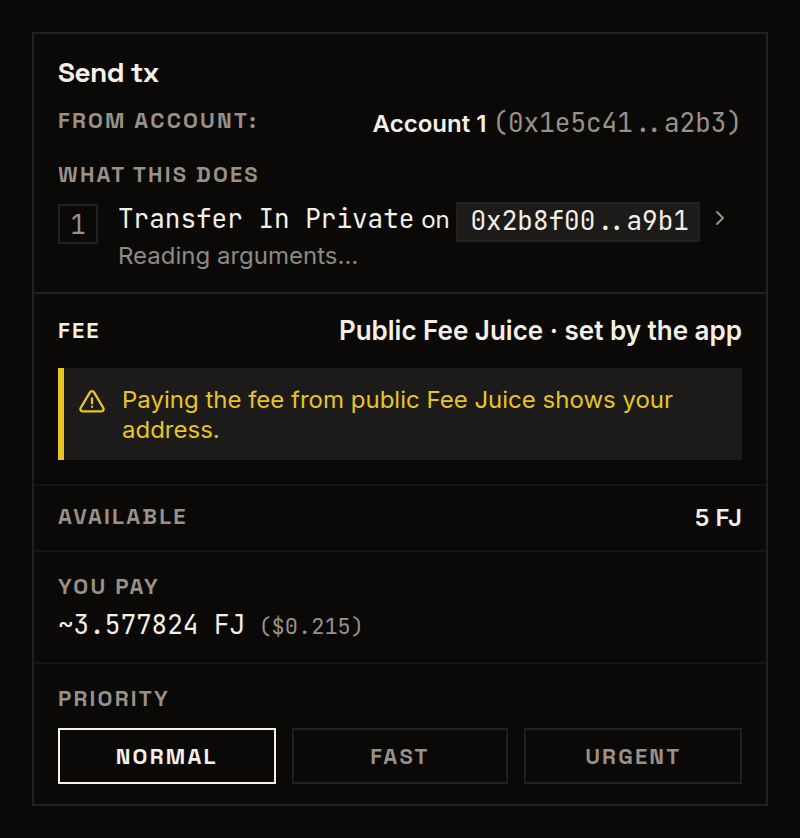 Send tx
FROM ACCOUNT: Account 1 (0x1e5c41..a2b3)
WHAT THIS DOES
1 Transfer In Private on 0x2b8f00..a9b1
Reading arguments...
FEE Public Fee Juice · set by the app
Paying the fee from public Fee Juice shows your
address.
AVAILABLE 5 FJ
YOU PAY
~3.577824 FJ ($0.215)
PRIORITY
NORMAL FAST URGENT